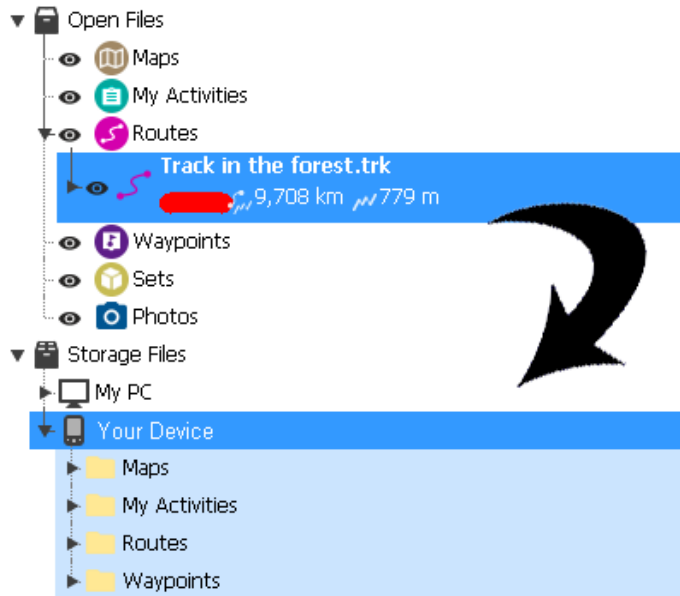 Open Files
Maps
My Activities
Routes
Track in the forest.trk
9,708 km 779 m
Waypoints
Sets
Photos
Storage Files
My PC
Your Device
Maps
My Activities
Routes
Waypoints